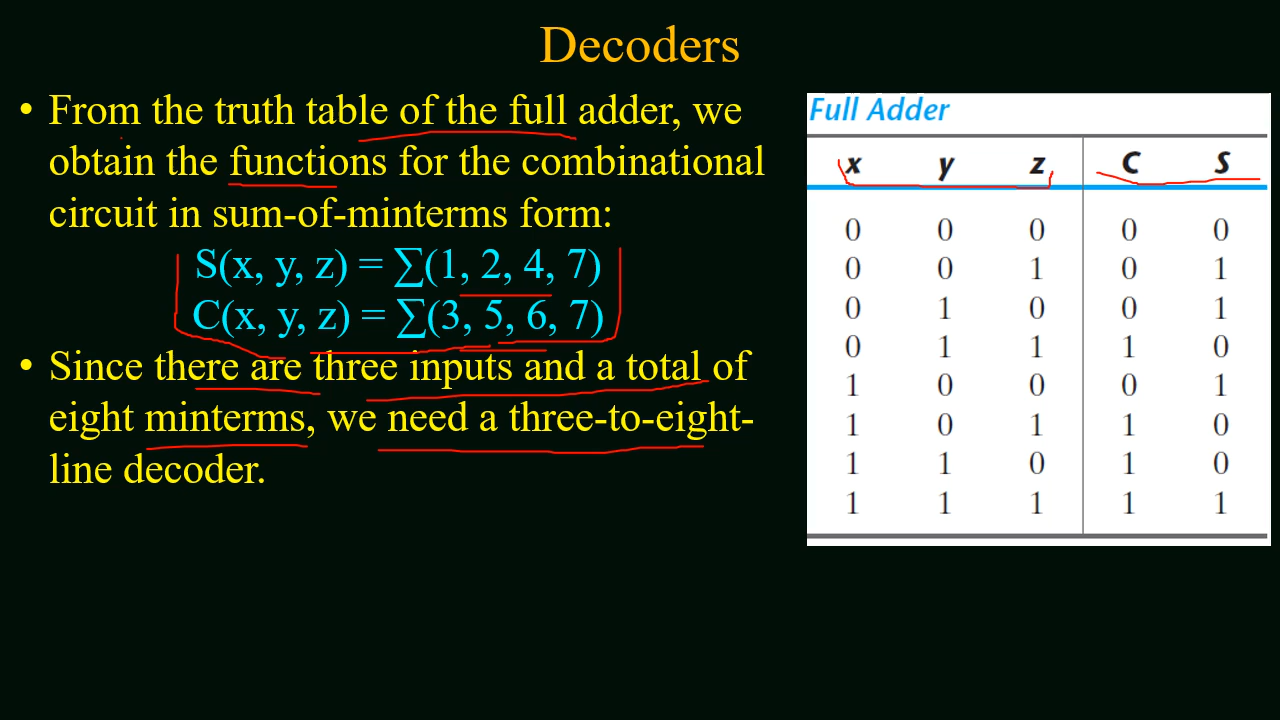 Decoders
• From the truth table of the full adder, we
obtain the functions for the combinational
circuit in sum-of-minterms form:
S(x, y, z) = ∑(1, 2, 4, 7)
C(x, y, z) = ∑(3, 5, 6, 7)
• Since there are three inputs and a total of
eight minterms, we need a three-to-eight-
line decoder.
Full Adder
x y z C S
0 0 0 0 0
0 0 1 0 1
0 1 0 0 1
0 1 1 1 0
1 0 0 0 1
1 0 1 1 0
1 1 0 1 0
1 1 1 1 1